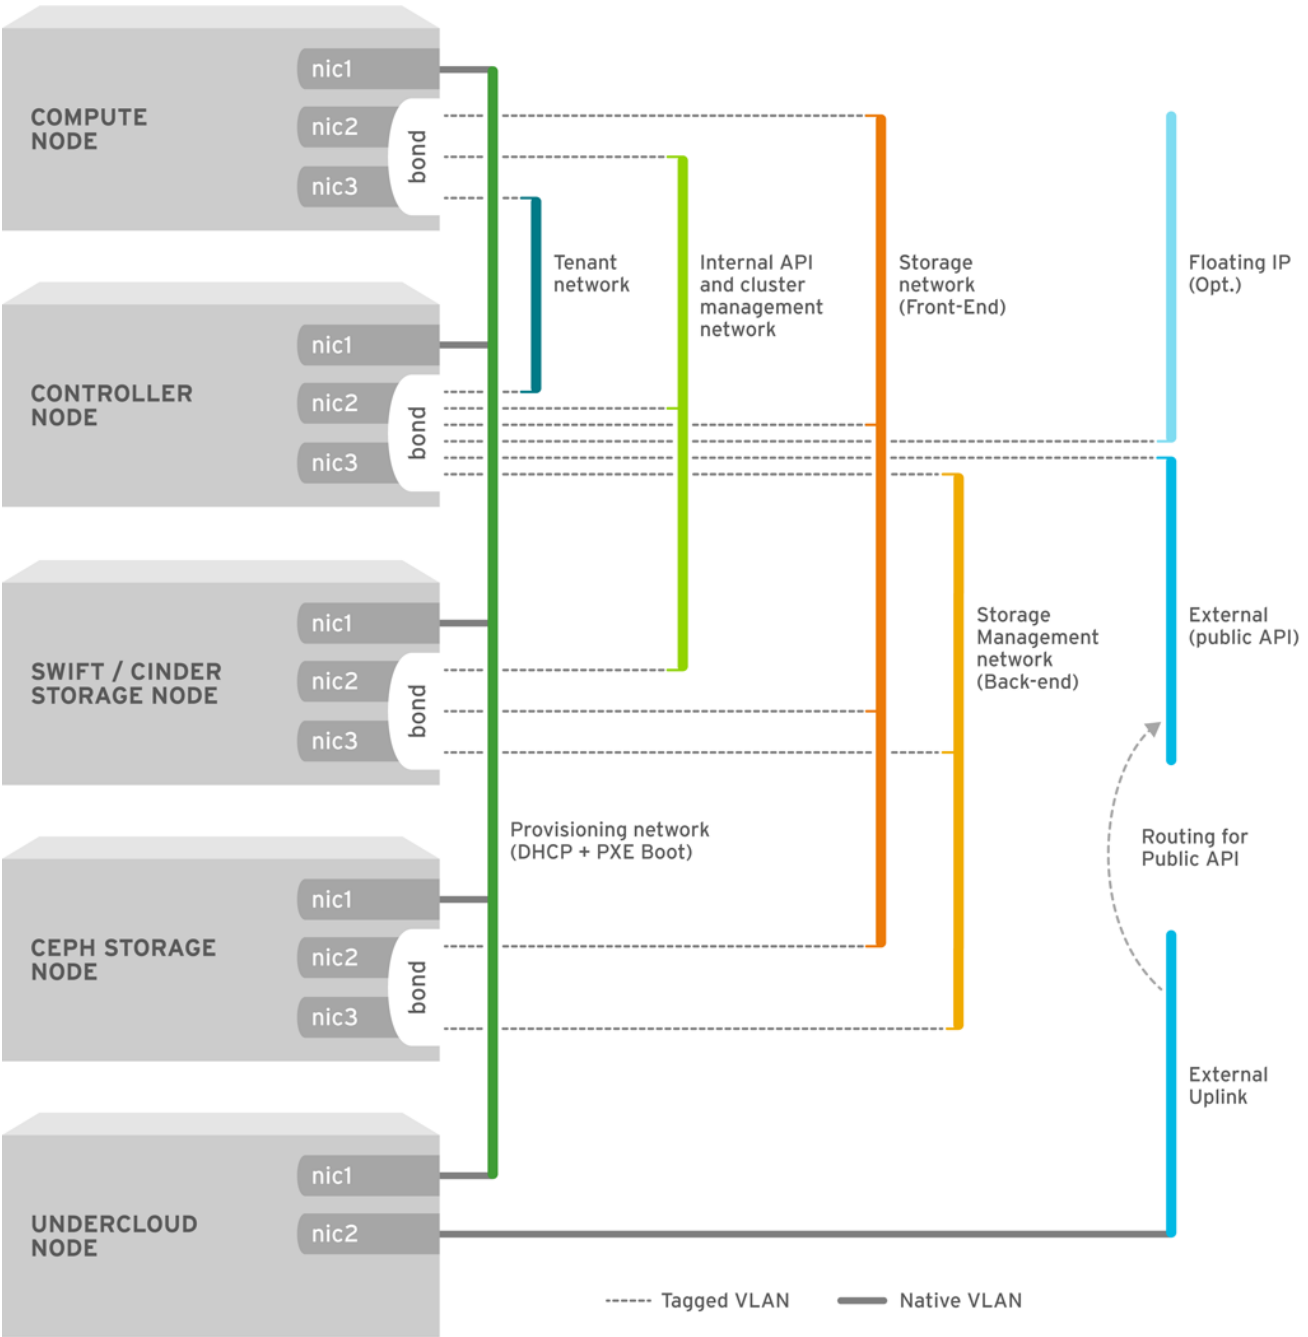 nic1
COMPUTE
NODE
nic2
nic3
bond
Tenant
network
Internal API
and cluster
management
network
Storage
network
(Front-End)
Floating IP
(Opt.)
nic1
CONTROLLER
NODE
nic2
nic3
bond
nic1
SWIFT / CINDER
STORAGE NODE
nic2
nic3
bond
Storage
Management
network
(Back-end)
External
(public API)
Provisioning network
(DHCP + PXE Boot)
Routing for
Public API
nic1
CEPH STORAGE
NODE
nic2
nic3
bond
External
Uplink
nic1
UNDERCLOUD
NODE
nic2
Tagged VLAN
Native VLAN